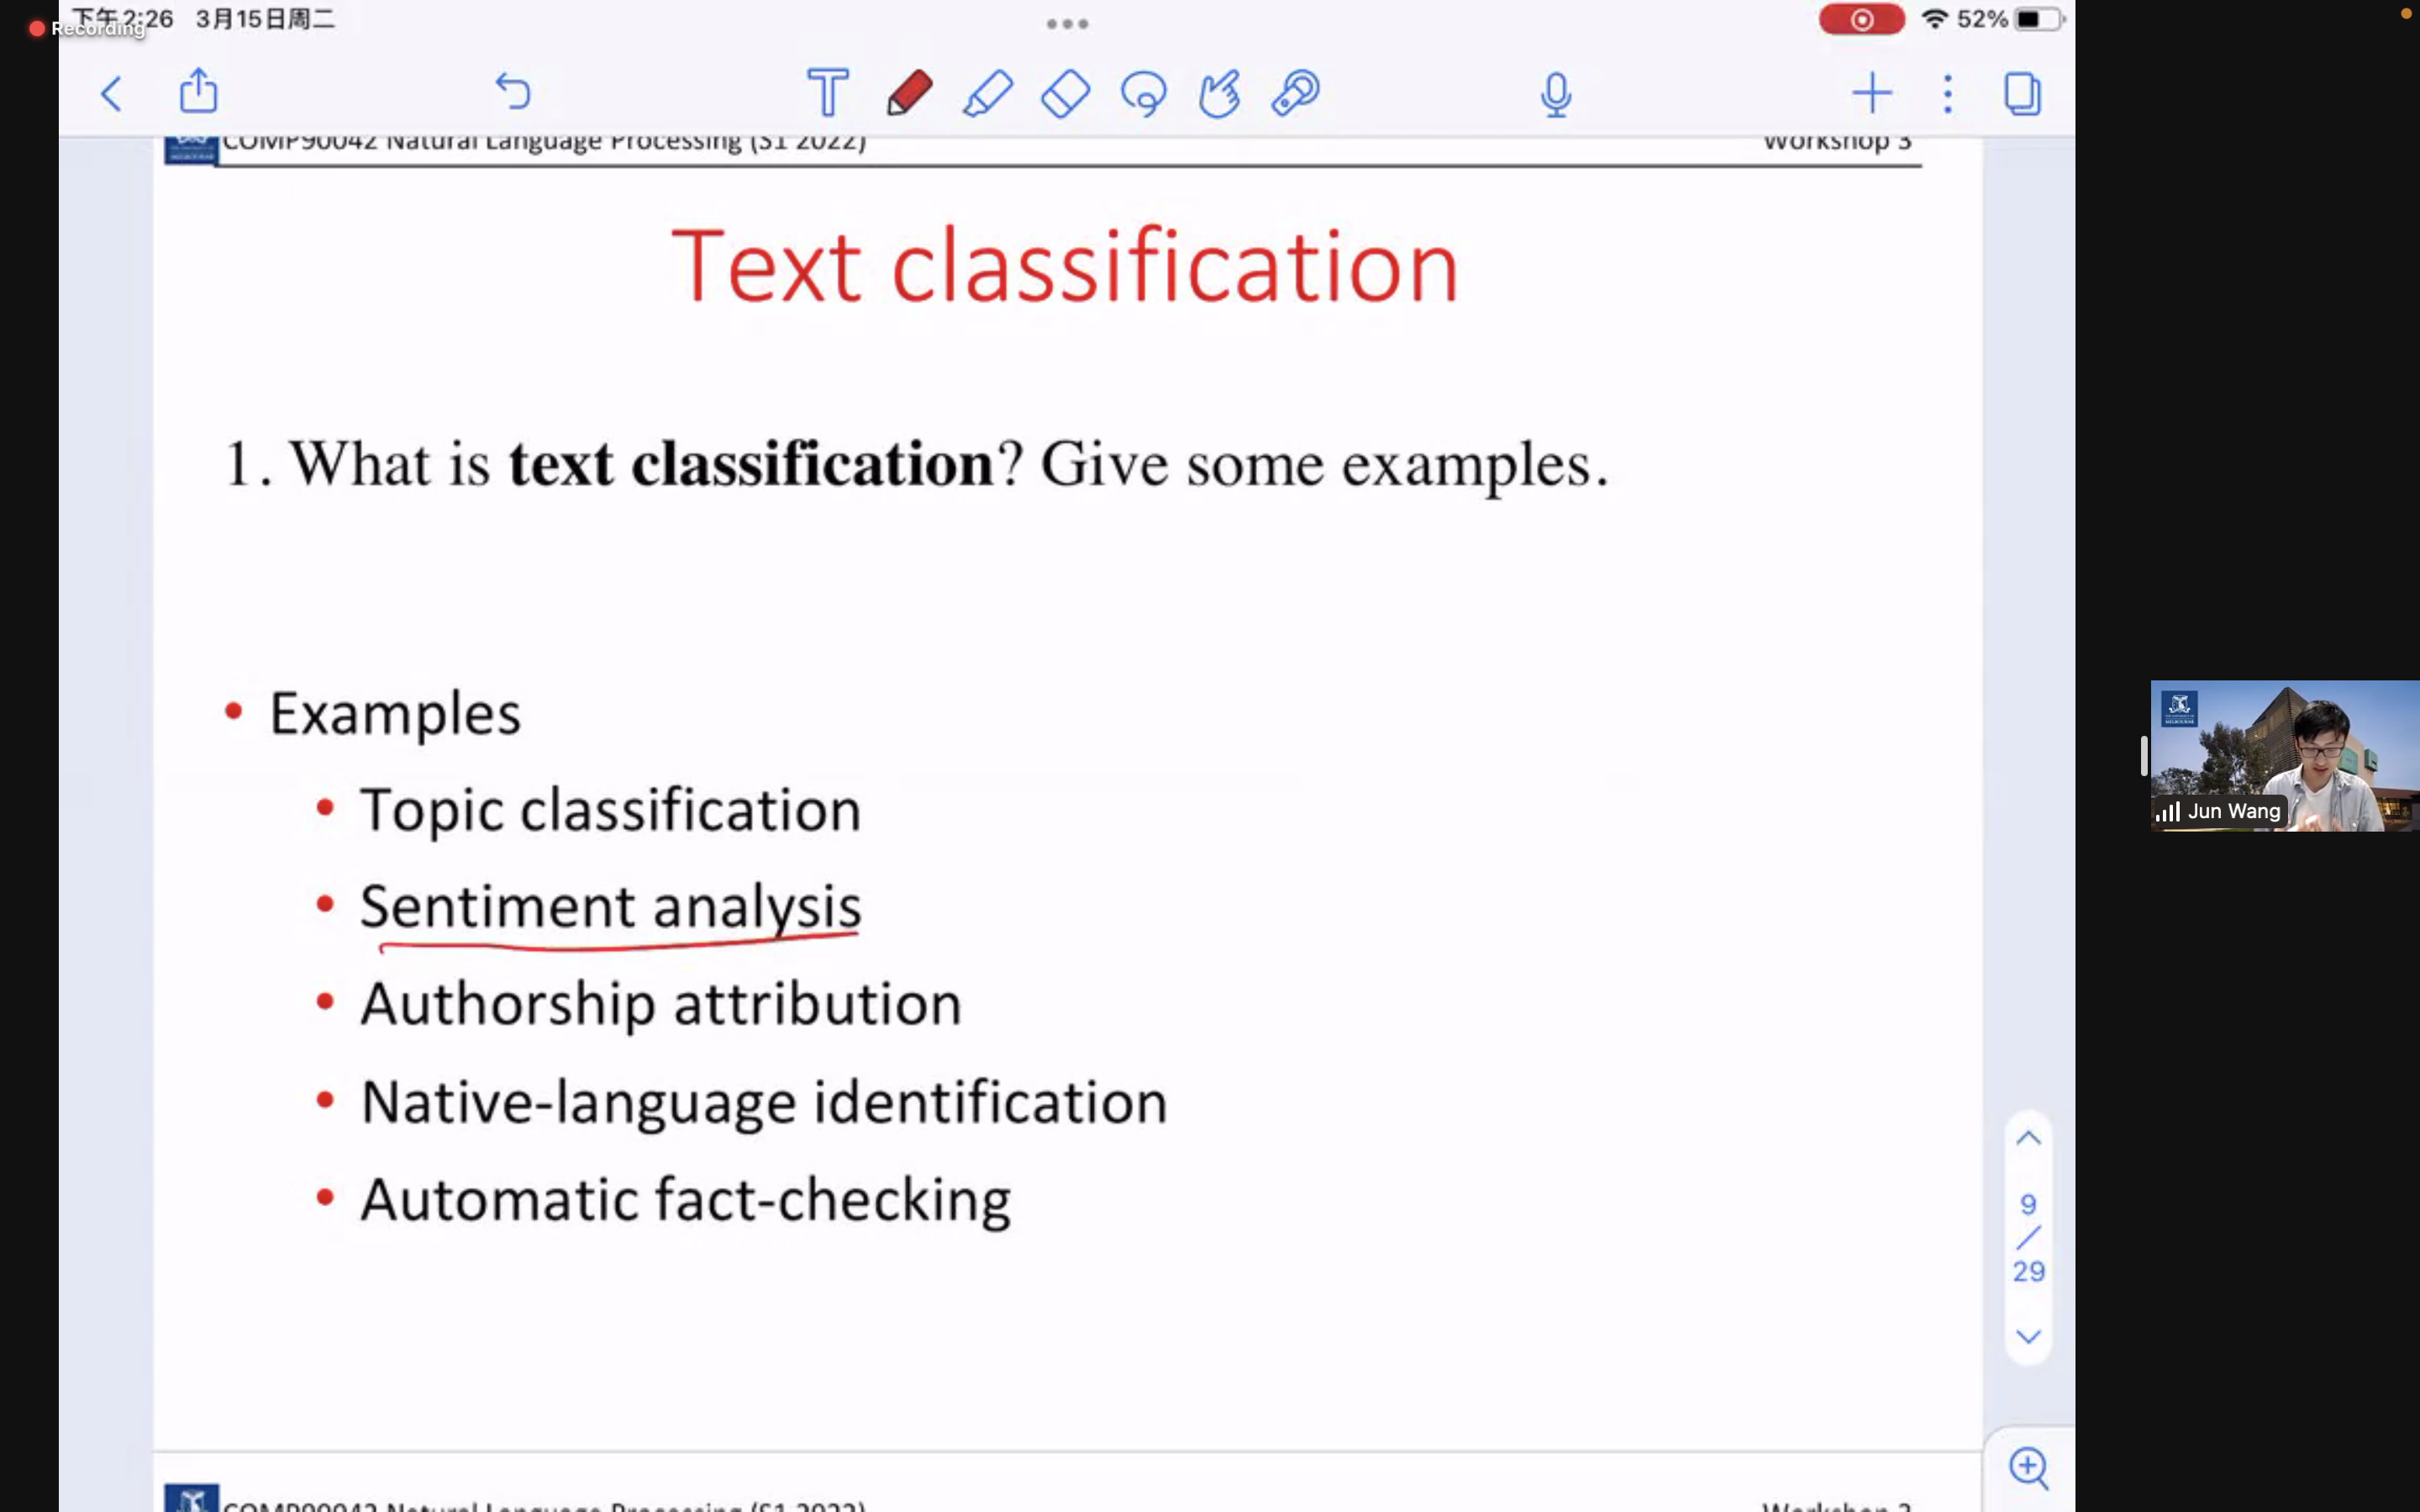 下午2:26 3月15日周二
Recording
52%
COMP90042 Natural Language Processing (S1 2022)
Workshop 3
Text classification
1. What is text classification? Give some examples.
• Examples
• Topic classification
• Sentiment analysis
• Authorship attribution
• Native-language identification
• Automatic fact-checking
9
/
29
Jun Wang
COMP90042 Natural Language Processing (S1 2022)
Workshop 3